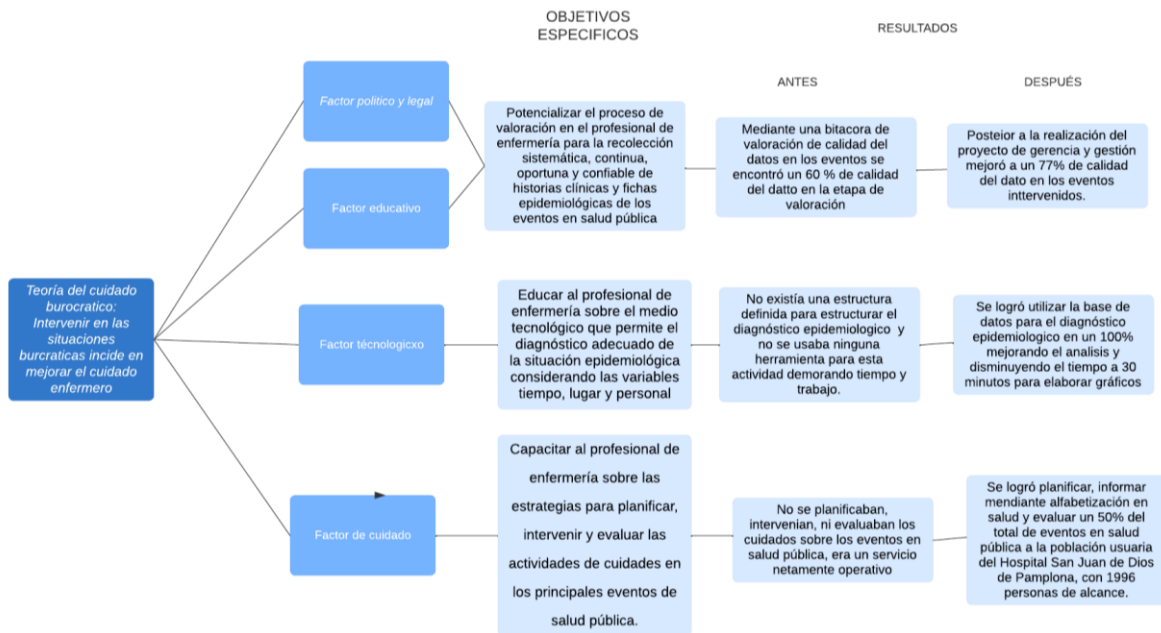 OBJETIVOS
ESPECIFICOS
RESULTADOS
ANTES
DESPUÉS
Factor politico y legal
Factor educativo
Potencializar el proceso de
valoración en el profesional de
enfermería para la recolección
sistemática, continua,
oportuna y confiable de
historias clínicas y fichas
epidemiológicas de los
eventos en salud pública
Mediante una bitacora de
valoración de calidad del
datos en los eventos se
encontró un 60 % de calidad
del datto en la etapa de
valoración
Posteior a la realización del
proyecto de gerencia y gestión
mejoró a un 77% de calidad
del dato en los eventos
inttervenidos.
Teoría del cuidado
burocratico:
Intervenir en las
situaciones
burcraticas incide en
mejorar el cuidado
enfermero
Factor técnologicxo
Educar al profesional de
enfermería sobre el medio
tecnológico que permite el
diagnóstico adecuado de
la situación epidemiológica
considerando las variables
tiempo, lugar y personal
No existía una estructura
definida para estructurar el
diagnóstico epidemiologico y
no se usaba ninguna
herramienta para esta
actividad demorando tiempo y
trabajo.
Se logró utilizar la base de
datos para el diagnóstico
epidemiologico en un 100%
mejorando el analisis y
disminuyendo el tiempo a 30
minutos para elaborar gráficos
Factor de cuidado
Capacitar al profesional de
enfermería sobre las
estrategias para planificar,
intervenir y evaluar las
actividades de cuidades en
los principales eventos de
salud pública.
No se planificaban,
intervenian, ni evaluaban los
cuidados sobre los eventos en
salud pública, era un servicio
netamente operativo
Se logró planificar, informar
mendiante alfabetización en
salud y evaluar un 50% del
total de eventos en salud
pública a la población usuaria
del Hospital San Juan de Dios
de Pamplona, con 1996
personas de alcance.